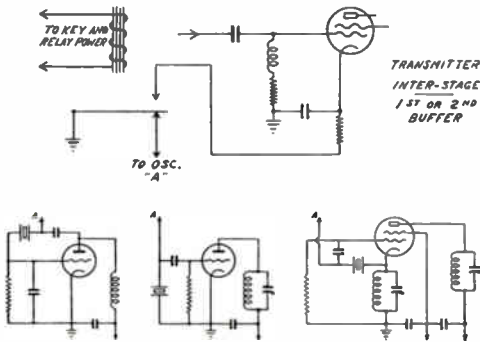 TO KEY AND
RELAY POWER
TRANSMITTER
INTER-STAGE
1ST OR 2ND
BUFFER
TO OSC.
"A"
A
A
A